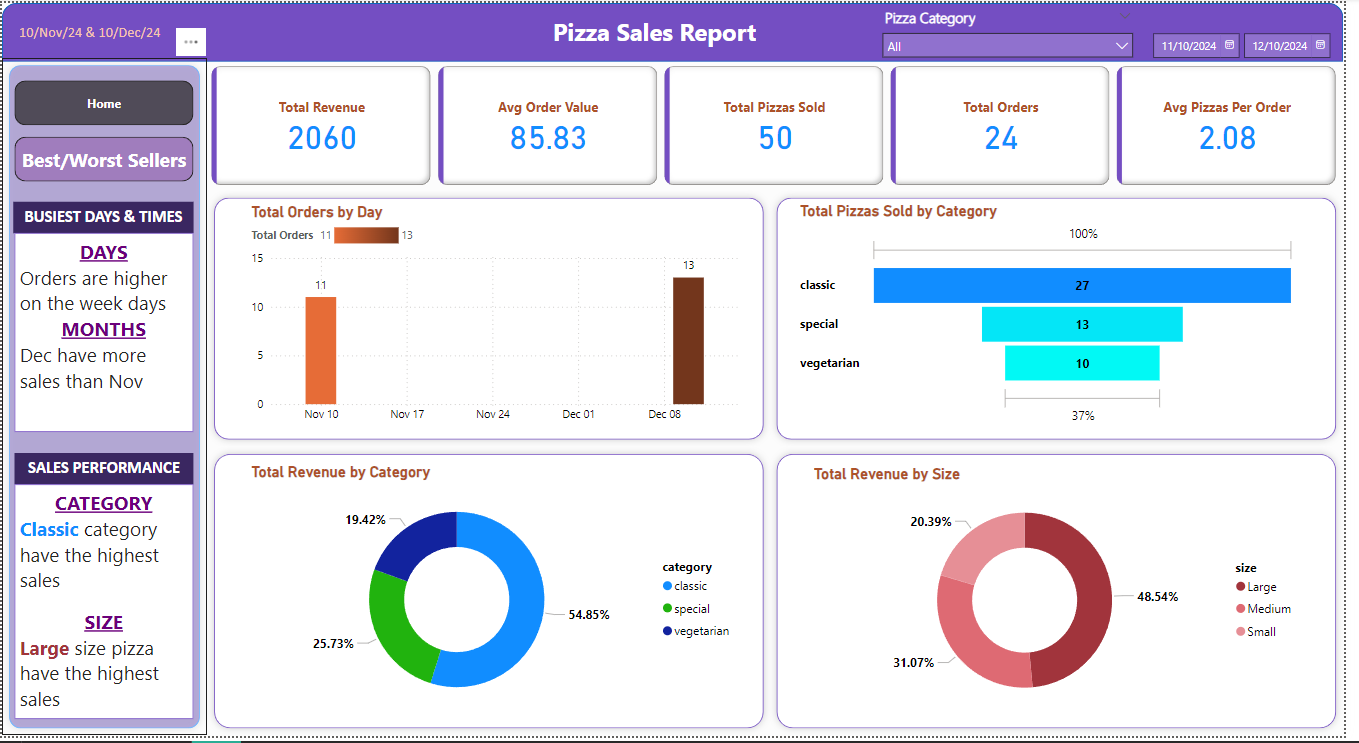 10/Nov/24 & 10/Dec/24
...
Pizza Sales Report
Pizza Category
All
11/10/2024
12/10/2024
Home
Best/Worst Sellers
BUSIEST DAYS & TIMES
DAYS
Orders are higher
on the week days
MONTHS
Dec have more
sales than Nov
SALES PERFORMANCE
CATEGORY
Classic category
have the highest
sales
SIZE
Large size pizza
have the highest
sales
Total Revenue
2060
Avg Order Value
85.83
Total Pizzas Sold
50
Total Orders
24
Avg Pizzas Per Order
2.08
Total Orders by Day
Total Orders 11 13
15
10
5
0
11
13
Nov 10 Nov 17 Nov 24 Dec 01 Dec 08
Total Pizzas Sold by Category
100%
classic 27
special 13
vegetarian 10
37%
Total Revenue by Category
19.42%
54.85%
25.73%
category
classic
special
vegetarian
Total Revenue by Size
20.39%
48.54%
31.07%
size
Large
Medium
Small